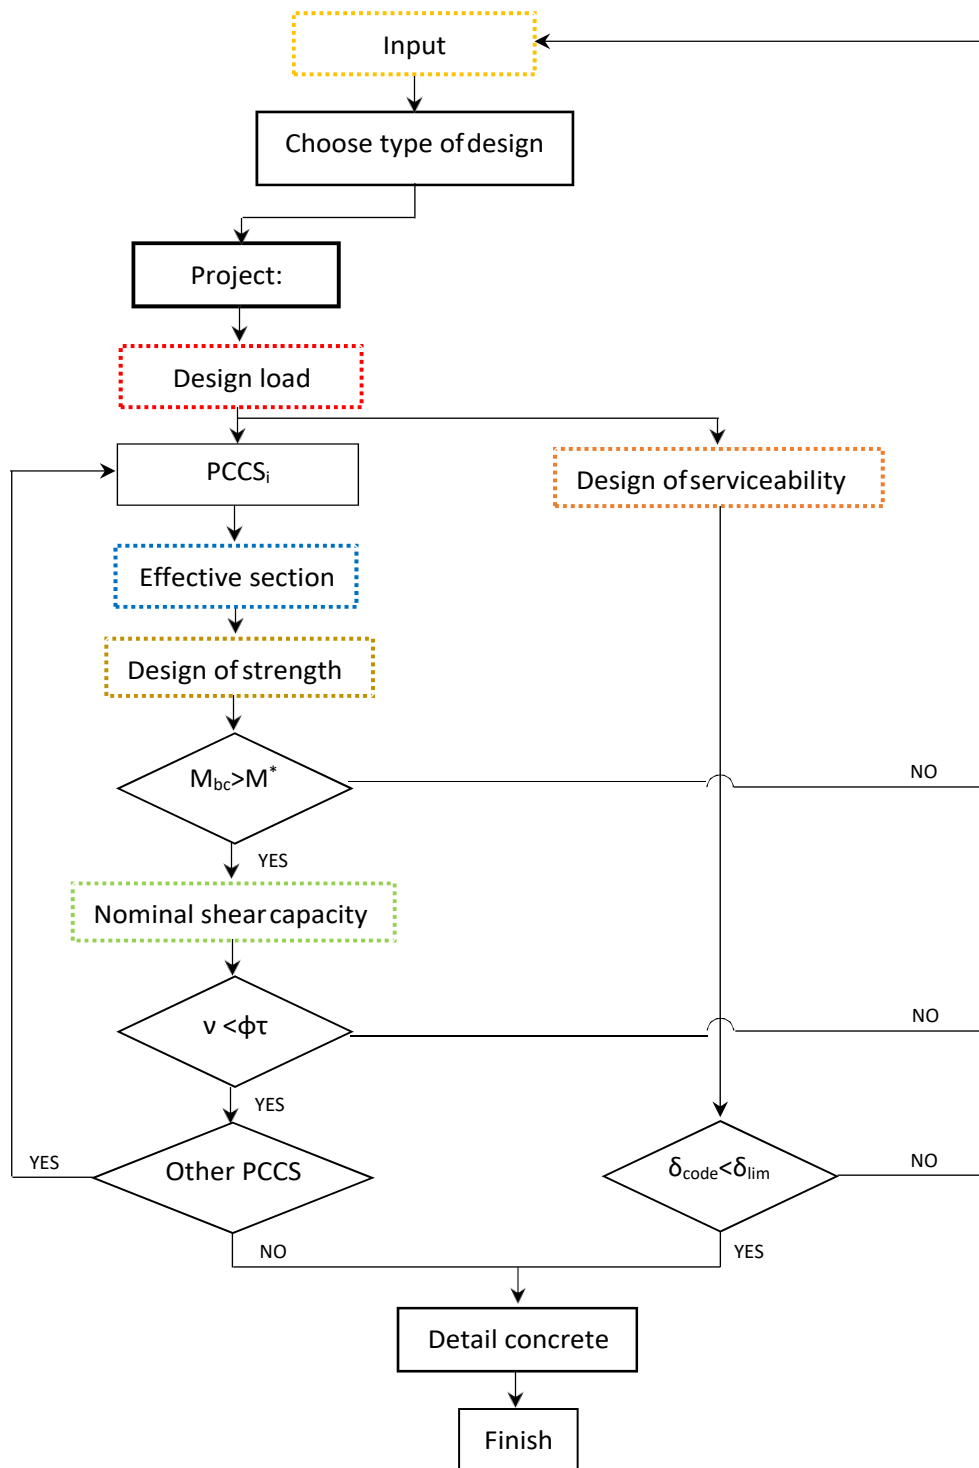 Input
Choose type of design
Project:
Design load
PCCSi
Design of serviceability
Effective section
Design of strength
Mbc>M*
NO
YES
Nominal shear capacity
ν <ϕτ
NO
YES
YES
Other PCCS
δcode<δlim
NO
NO
YES
Detail concrete
Finish